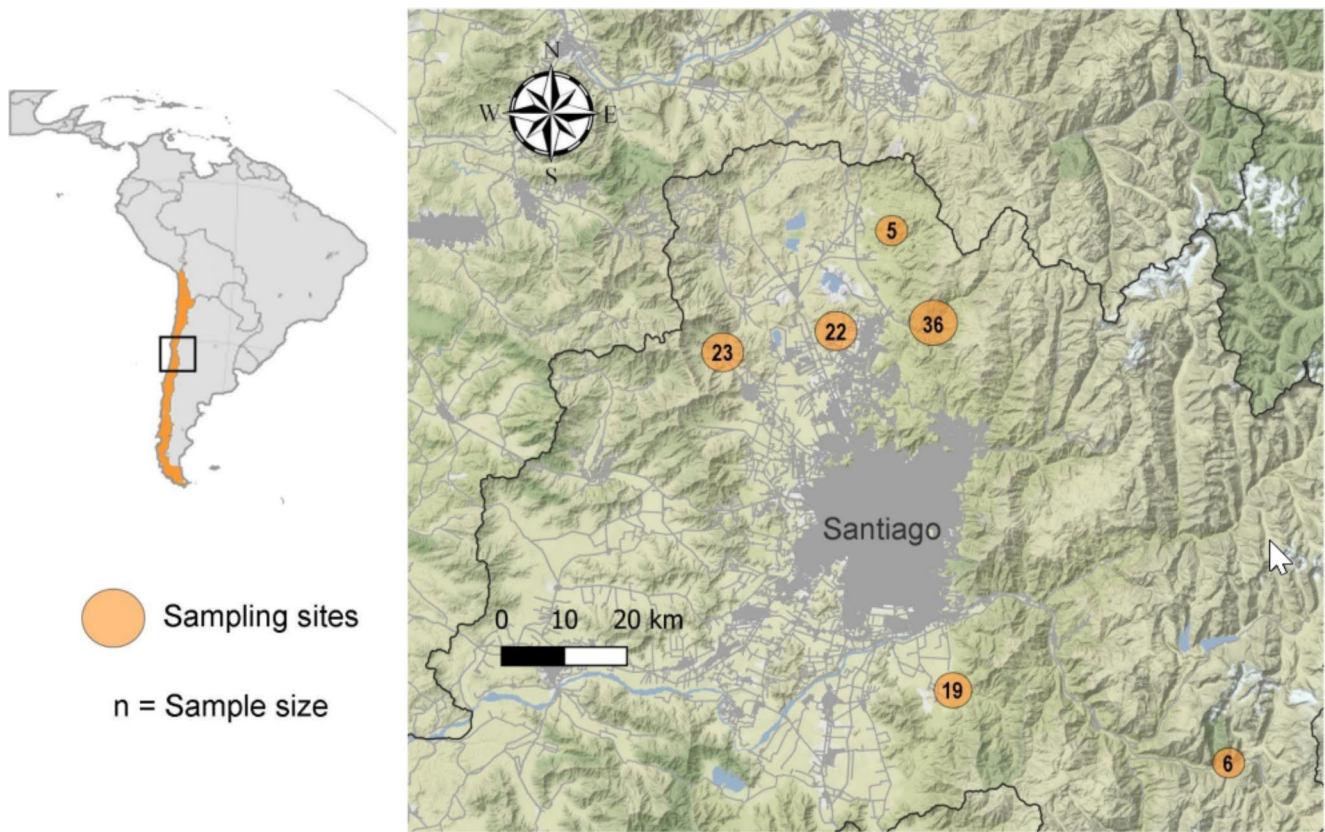 N
W E
S
5
22
36
23
Santiago
0 10 20 km
Sampling sites
n = Sample size
19
6